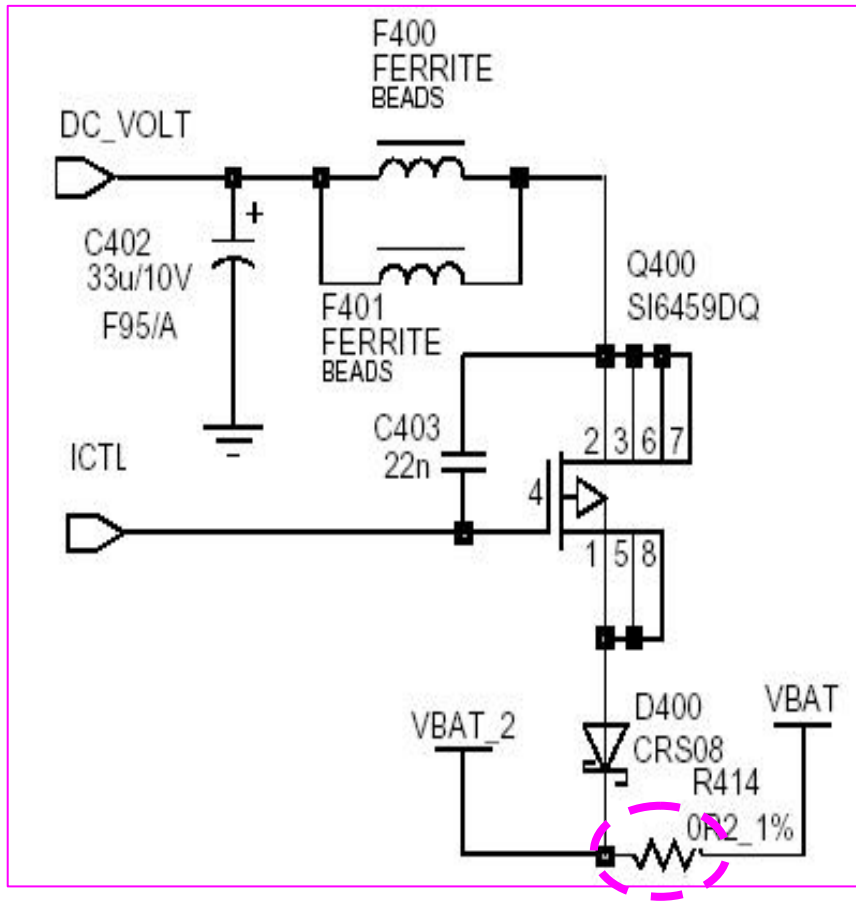 F400
FERRITE
BEADS
DC_VOLT
C402
33u/10V
F95/A
F401
FERRITE
BEADS
Q400
SI6459DQ
C403
22n
2 3 6 7
ICTL
4
1 5 8
VBAT_2
D400
CRS08
VBAT
R414
0R2_1%